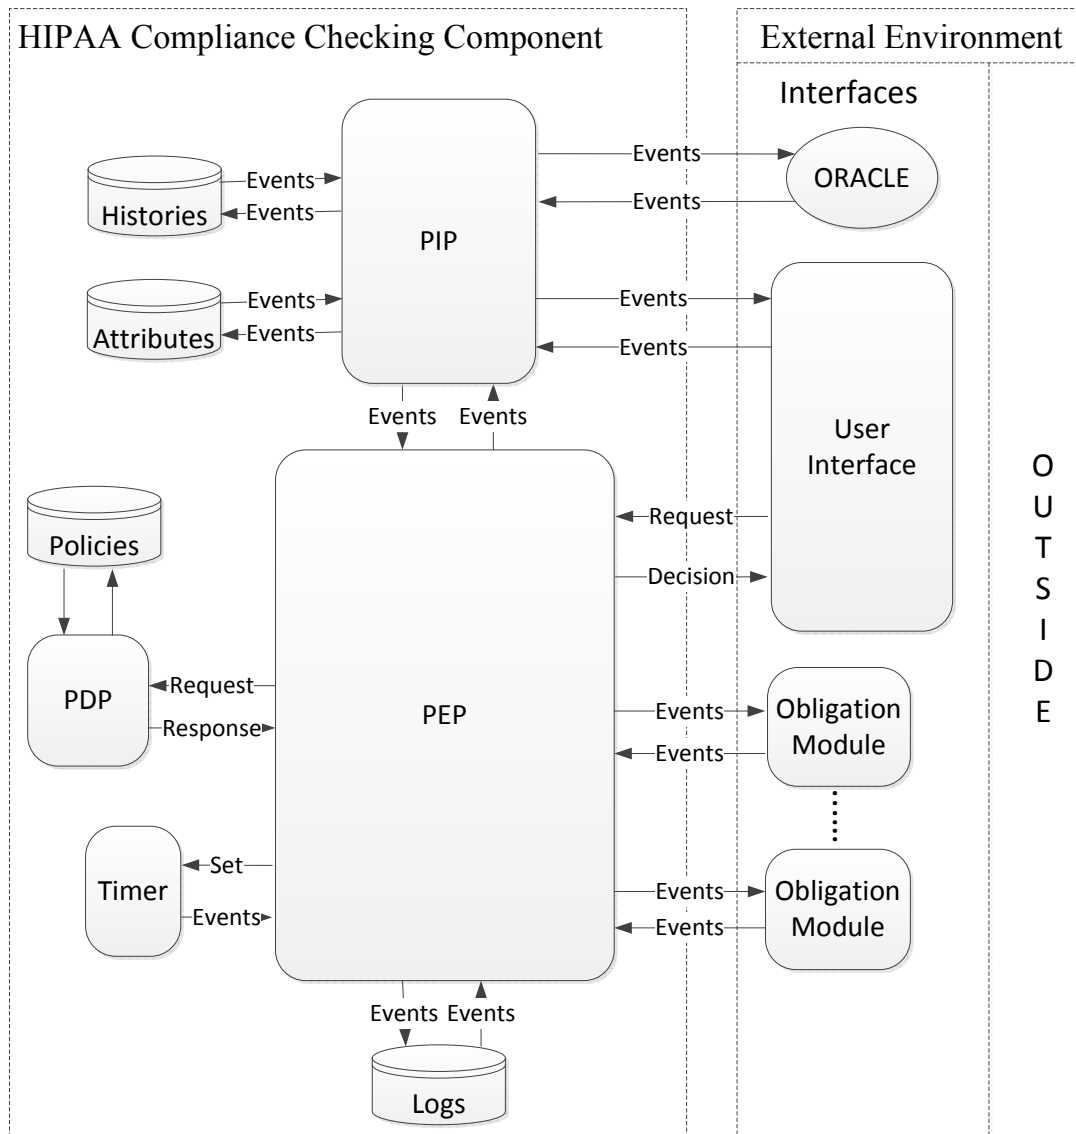 HIPAA Compliance Checking Component
External Environment
Interfaces
Events
Events
ORACLE
Events
Events
Histories
PIP
Events
Events
Attributes
Events
Events
Events
Events
User
Interface
Policies
Request
Decision
PDP
Request
Response
PEP
Events
Events
Obligation
Module
Timer
Set
Events
Events
Events
Obligation
Module
Events
Events
Logs
O
U
T
S
I
D
E